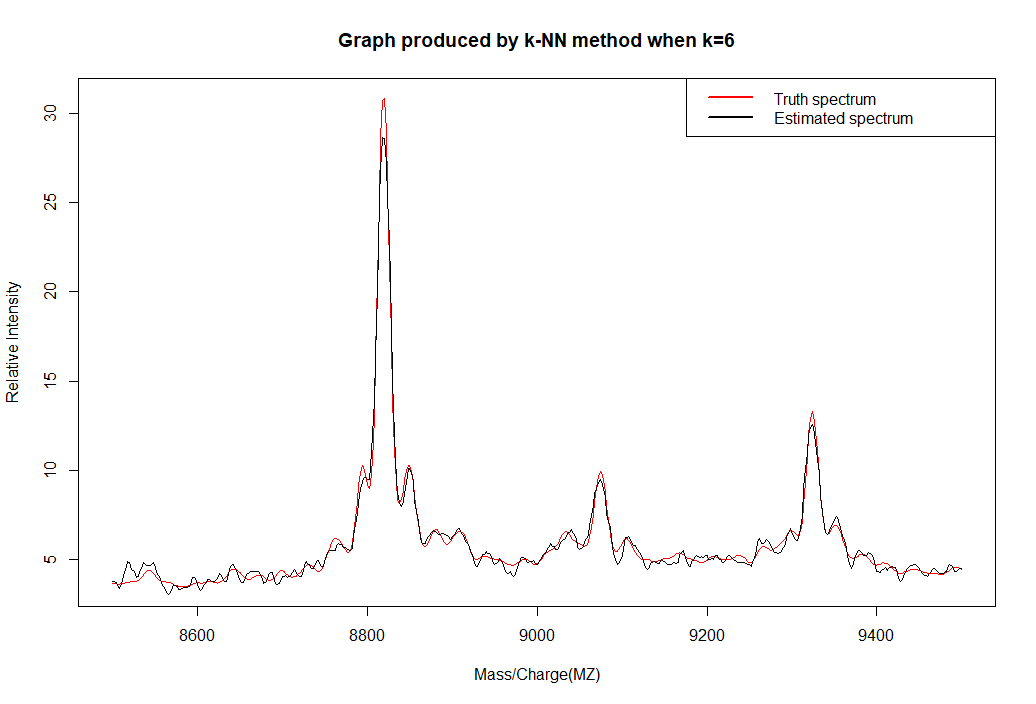 Graph produced by k-NN method when k=6
Truth spectrum
Estimated spectrum
Relative Intensity
30
25
20
15
10
5
8600 8800 9000 9200 9400
Mass/Charge(MZ)